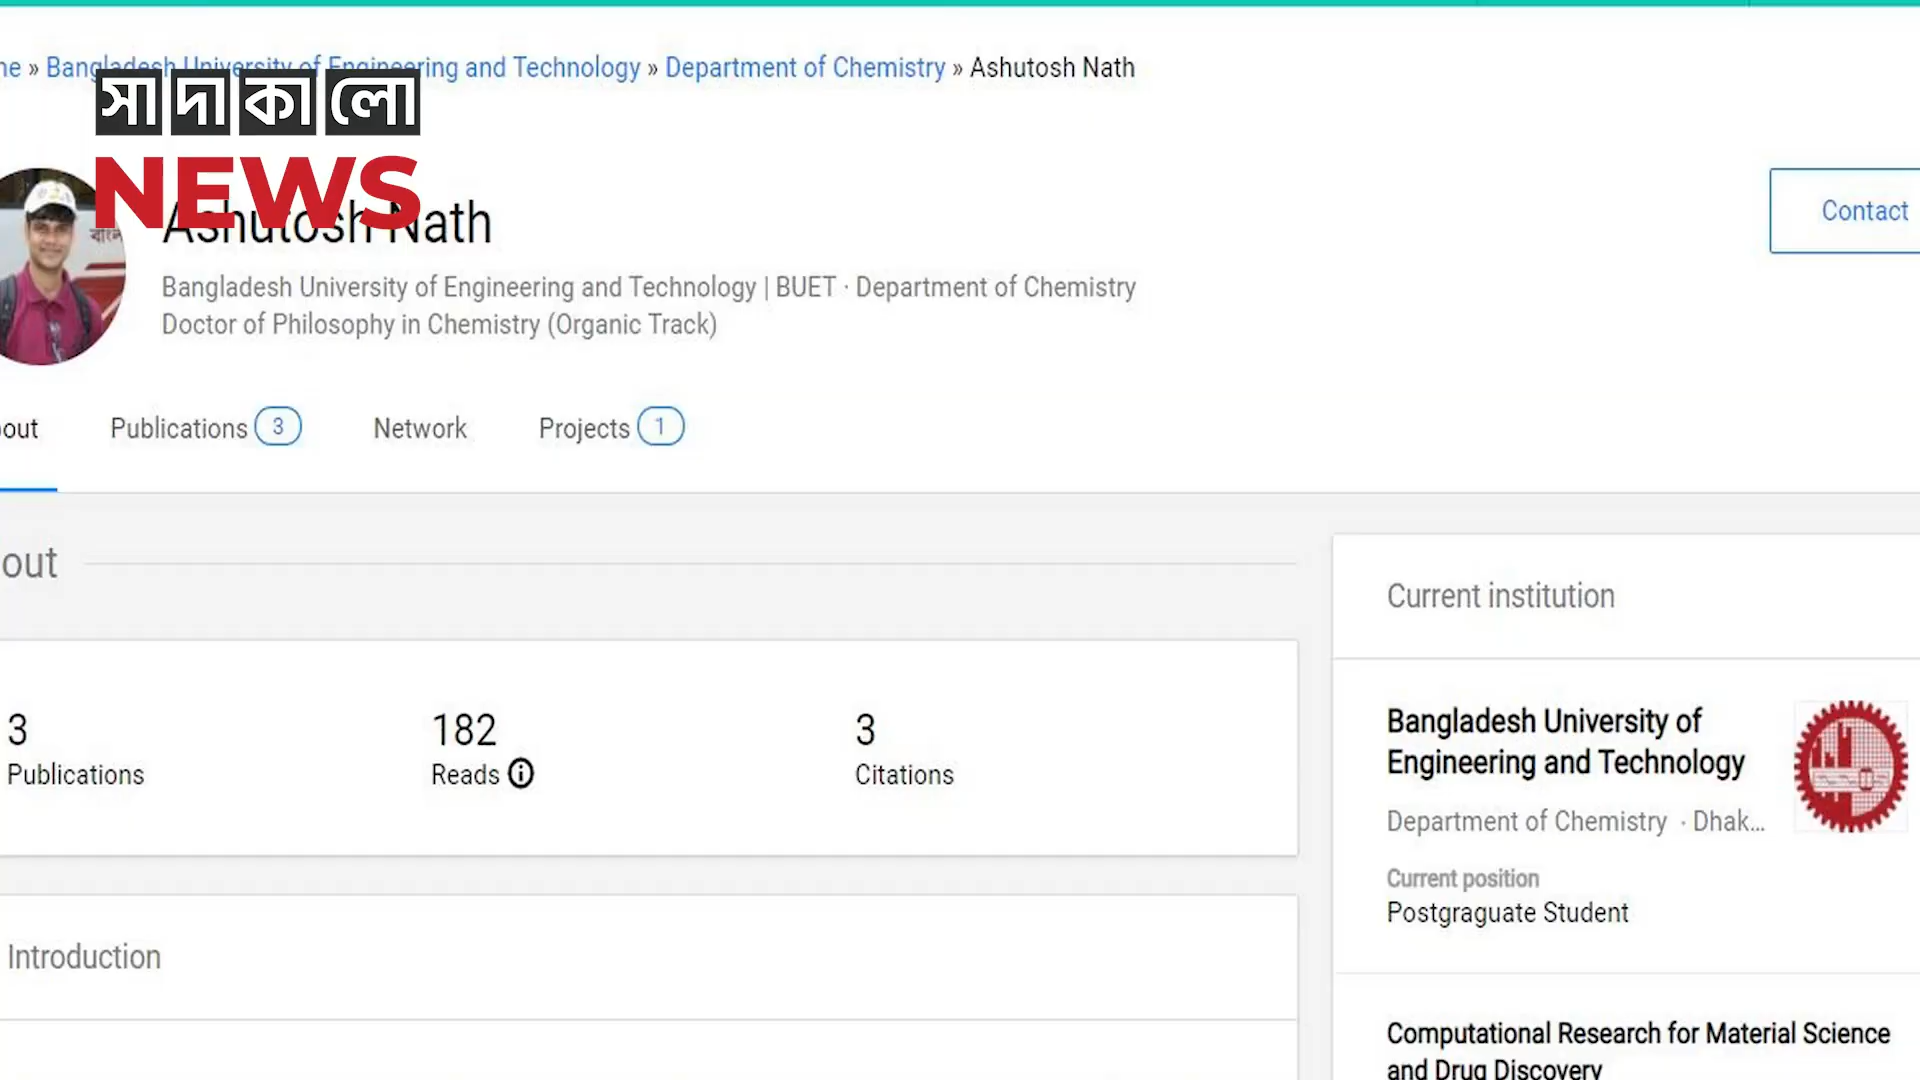 ne » Bangladesh University of Engineering and Technology » Department of Chemistry » Ashutosh Nath
সাদাকালো
NEWS
Ashutosh Nath
Contact
Bangladesh University of Engineering and Technology | BUET · Department of Chemistry
Doctor of Philosophy in Chemistry (Organic Track)
out
Publications 3
Network
Projects 1
out
Current institution
3
Publications
182
Reads
3
Citations
Bangladesh University of
Engineering and Technology
Department of Chemistry · Dhak...
Current position
Postgraguate Student
Introduction
Computational Research for Material Science
and Drug Discovery